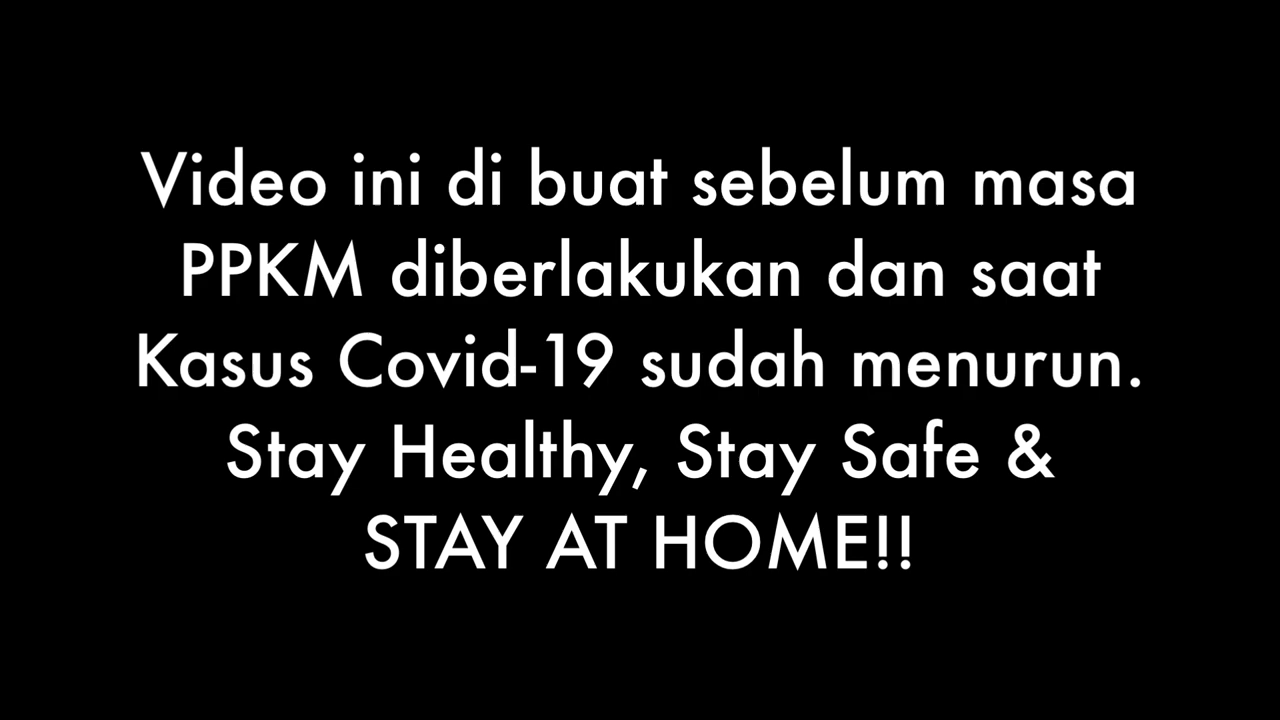 Video ini di buat sebelum masa
PPKM diberlakukan dan saat
Kasus Covid-19 sudah menurun.
Stay Healthy, Stay Safe &
STAY AT HOME!!